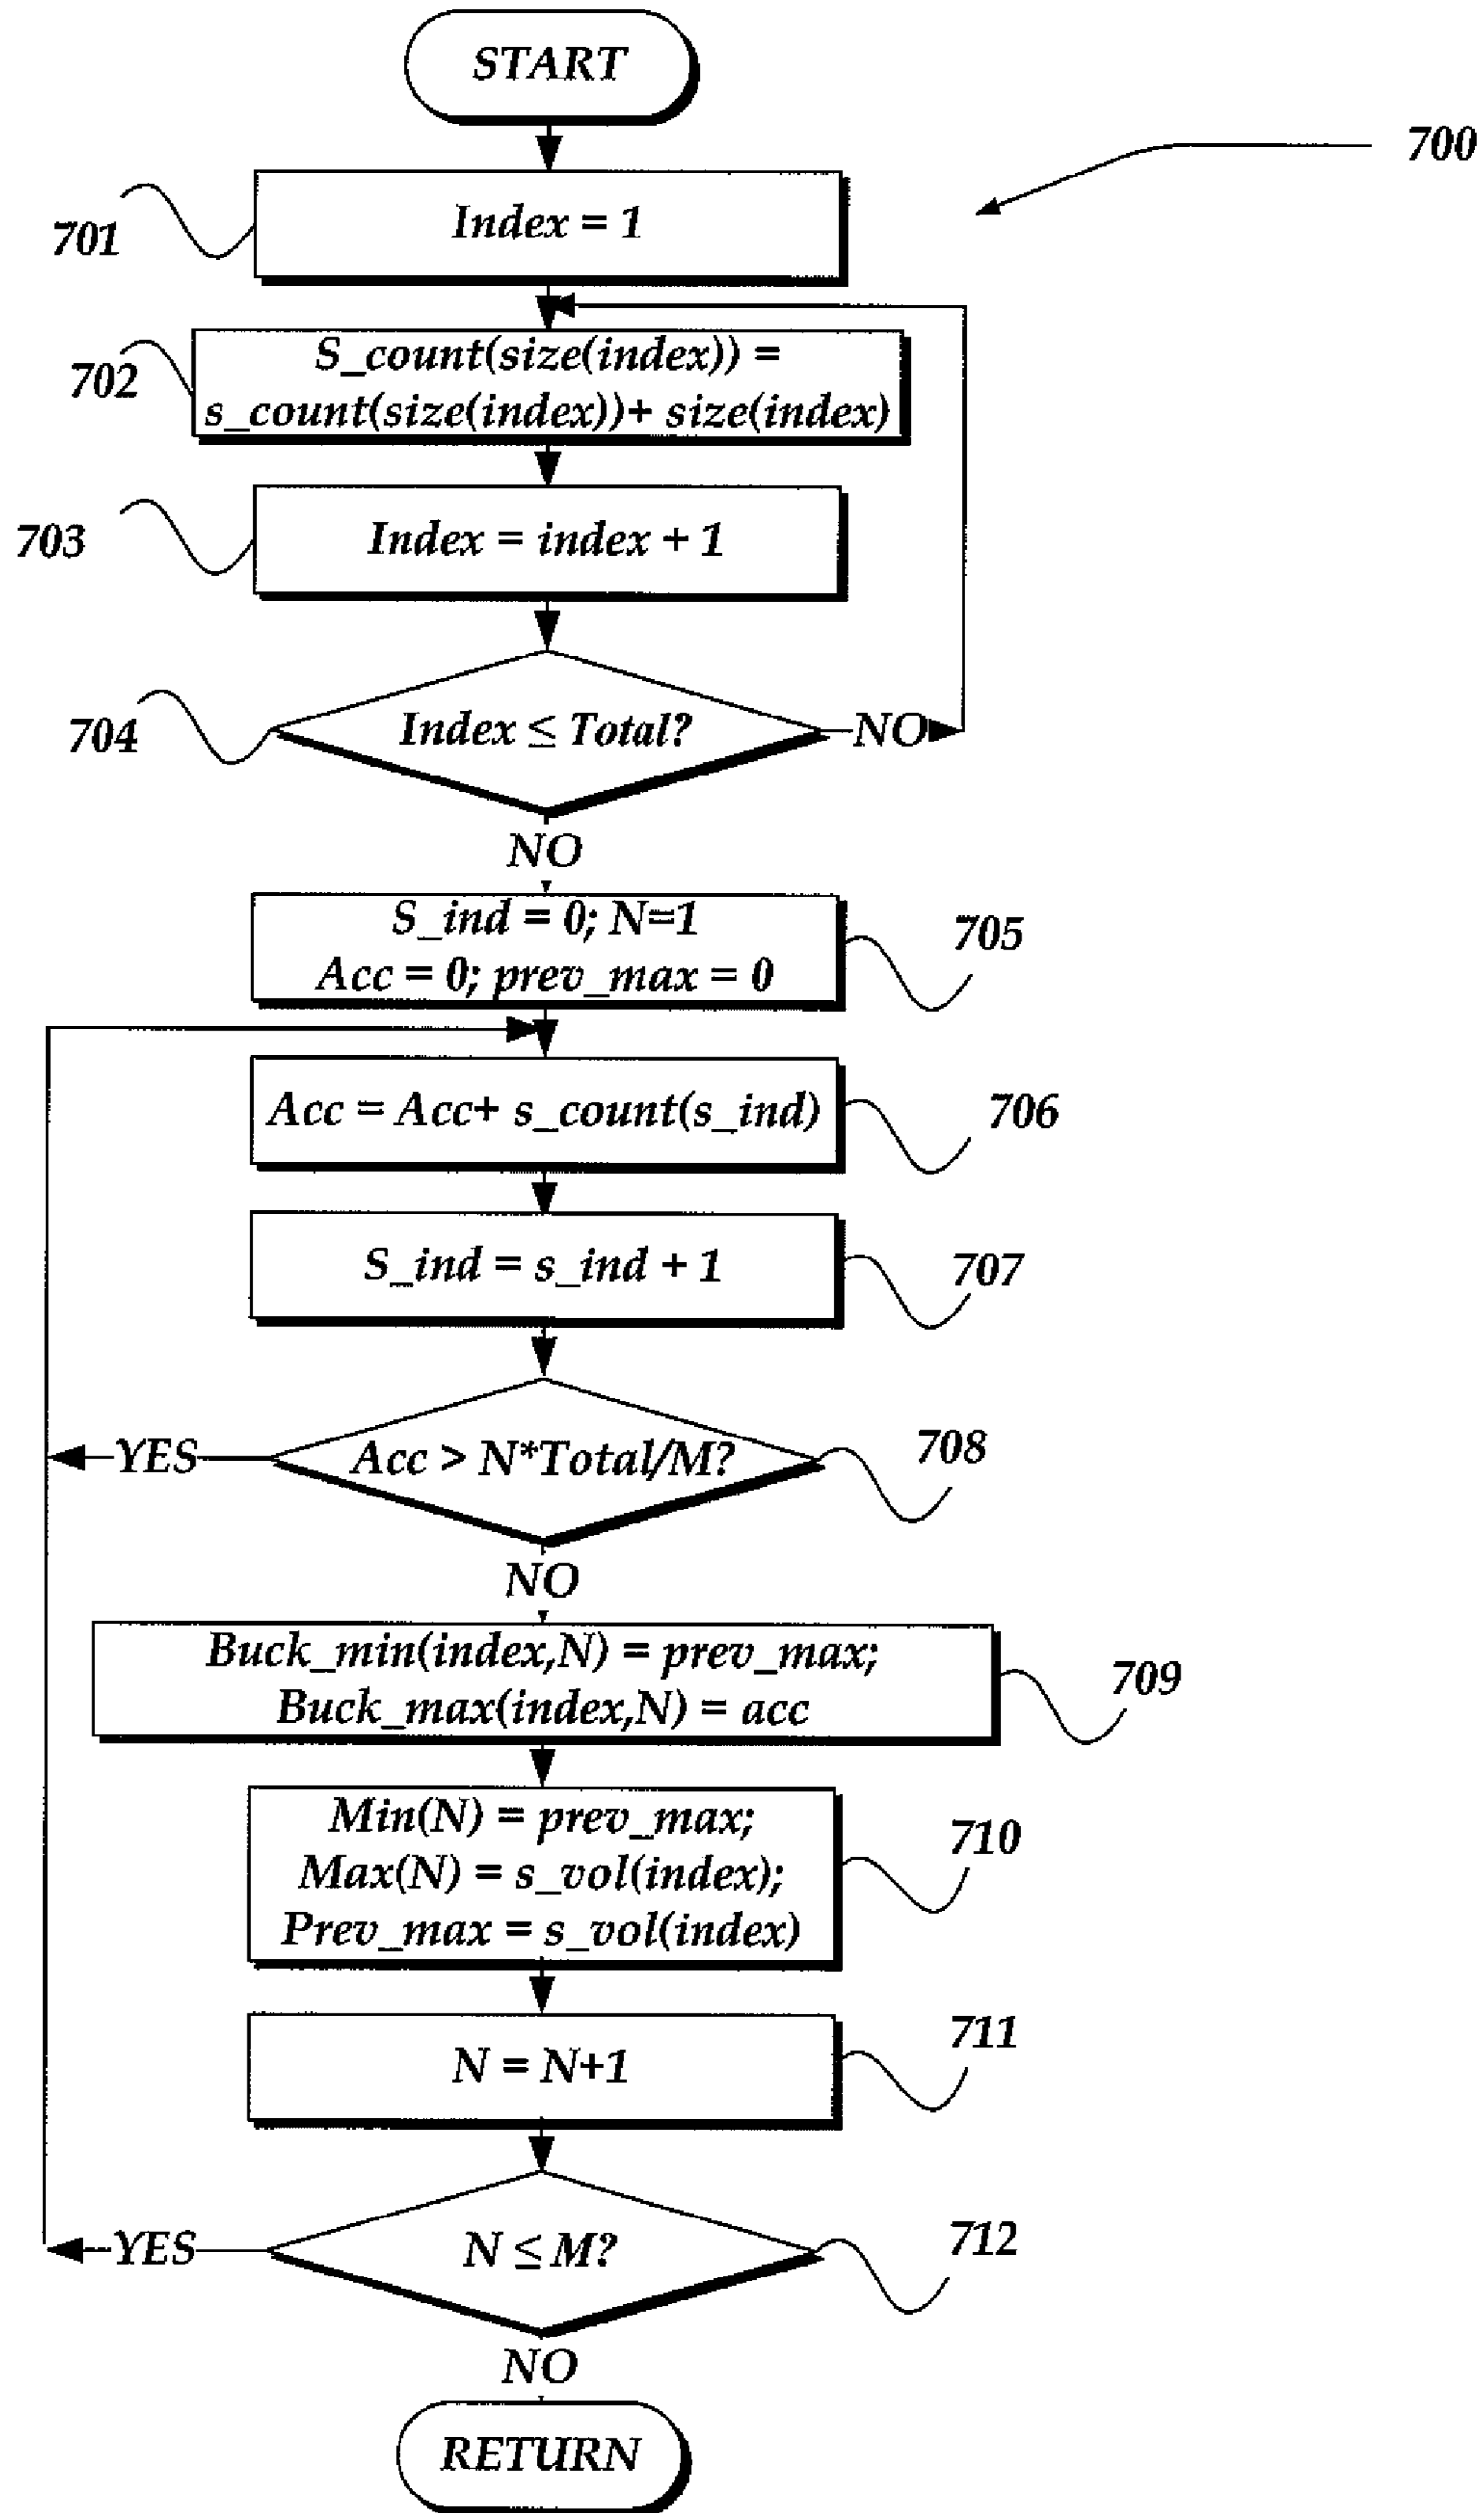 START
700
701
Index = 1
702
S_count(size(index)) =
s_count(size(index))+ size(index)
703
Index = index + 1
704
Index ≤ Total?
NO
NO
S_ind = 0; N=1
Acc = 0; prev_max = 0
705
Acc = Acc+ s_count(s_ind)
706
S_ind = s_ind + 1
707
YES
Acc > N*Total/M?
708
NO
Buck_min(index,N) = prev_max;
Buck_max(index,N) = acc
709
Min(N) = prev_max;
Max(N) = s_vol(index);
Prev_max = s_vol(index)
710
N = N+1
711
YES
N ≤ M?
712
NO
RETURN